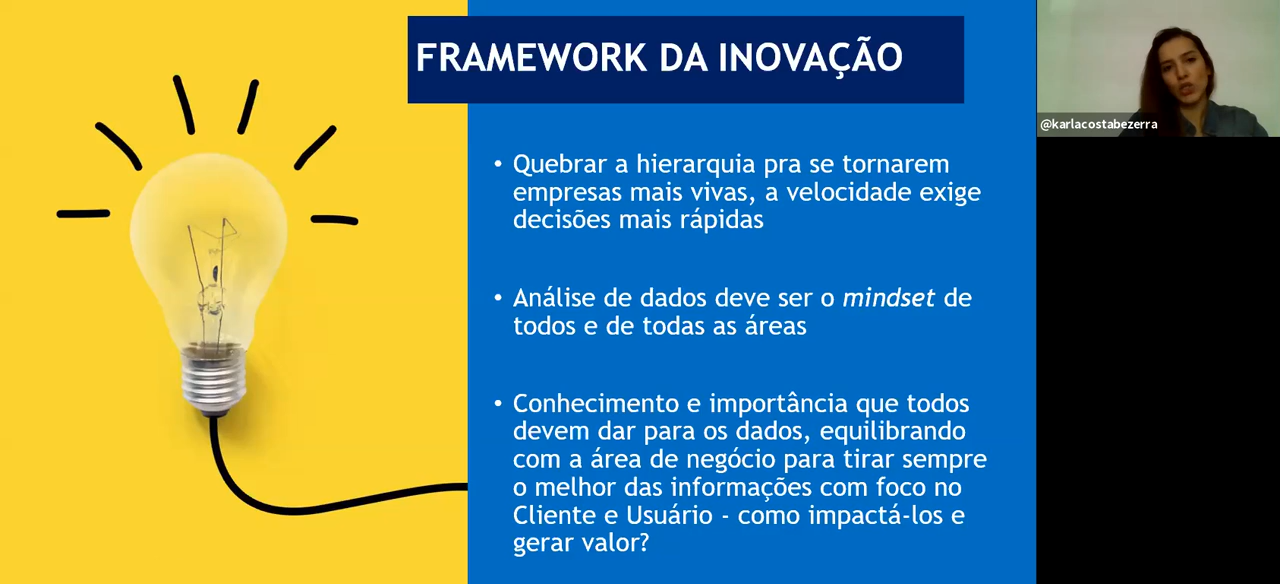 FRAMEWORK DA INOVAÇÃO
@karlacostabezerra
• Quebrar a hierarquia pra se tornarem
empresas mais vivas, a velocidade exige
decisões mais rápidas
• Análise de dados deve ser o mindset de
todos e de todas as áreas
• Conhecimento e importância que todos
devem dar para os dados, equilibrando
com a área de negócio para tirar sempre
o melhor das informações com foco no
Cliente e Usuário - como impactá-los e
gerar valor?